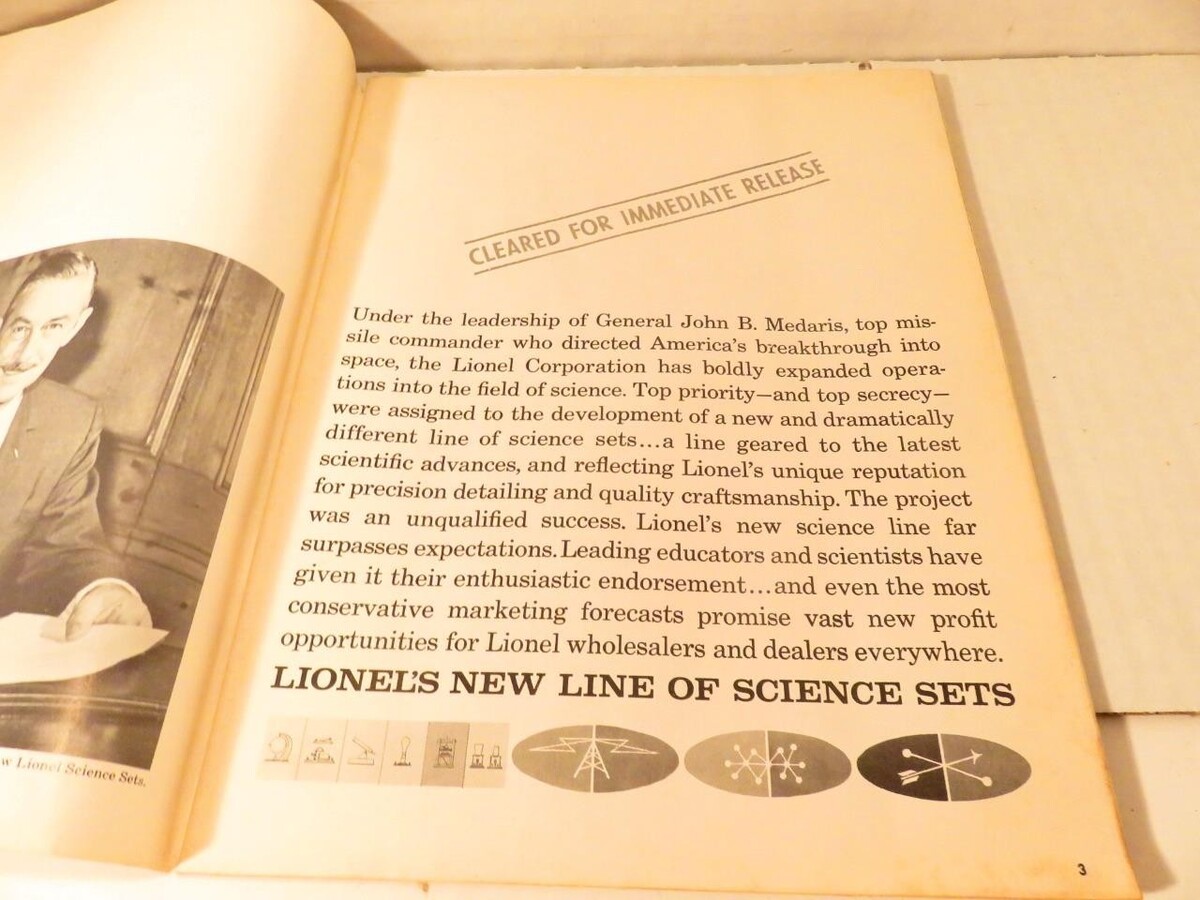 CLEARED FOR IMMEDIATE RELEASE
Under the leadership of General John B. Medaris, top mis-
sile commander who directed America's breakthrough into
space, the Lionel Corporation has boldly expanded opera-
tions into the field of science. Top priority—and top secrecy—
were assigned to the development of a new and dramatically
different line of science sets...a line geared to the latest
scientific advances, and reflecting Lionel's unique reputation
for precision detailing and quality craftsmanship. The project
was an unqualified success. Lionel's new science line far
surpasses expectations. Leading educators and scientists have
given it their enthusiastic endorsement...and even the most
conservative marketing forecasts promise vast new profit
opportunities for Lionel wholesalers and dealers everywhere.
LIONEL'S NEW LINE OF SCIENCE SETS
w Lionel Science Sets.
3